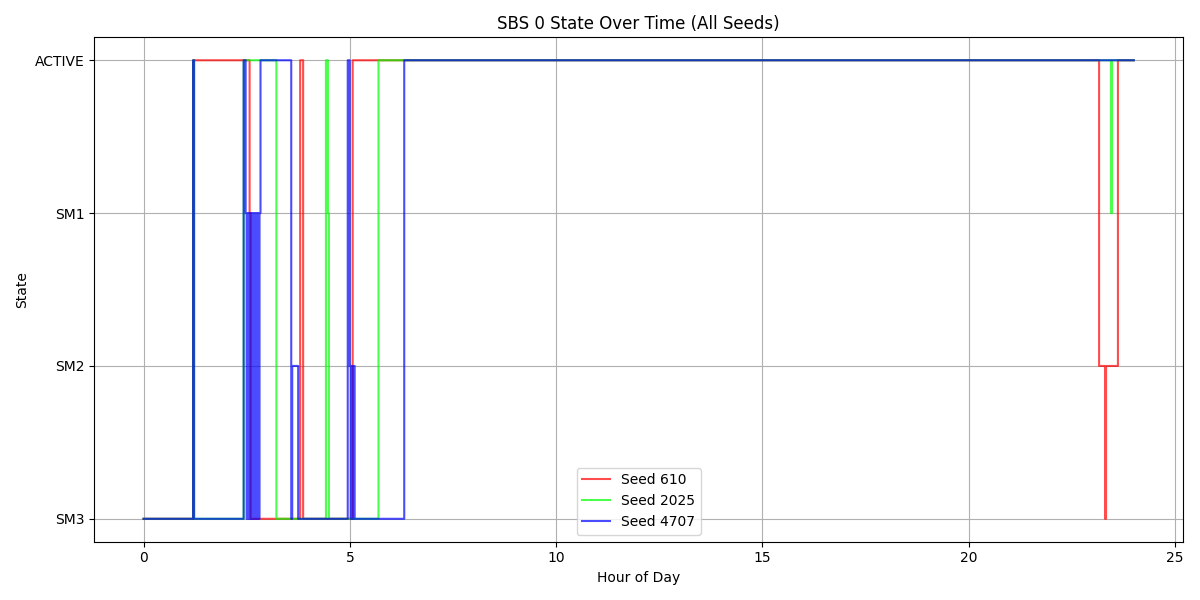 SBS 0 State Over Time (All Seeds)
ACTIVE
SM1
SM2
SM3
State
0
5
10
15
20
25
Hour of Day
Seed 610
Seed 2025
Seed 4707